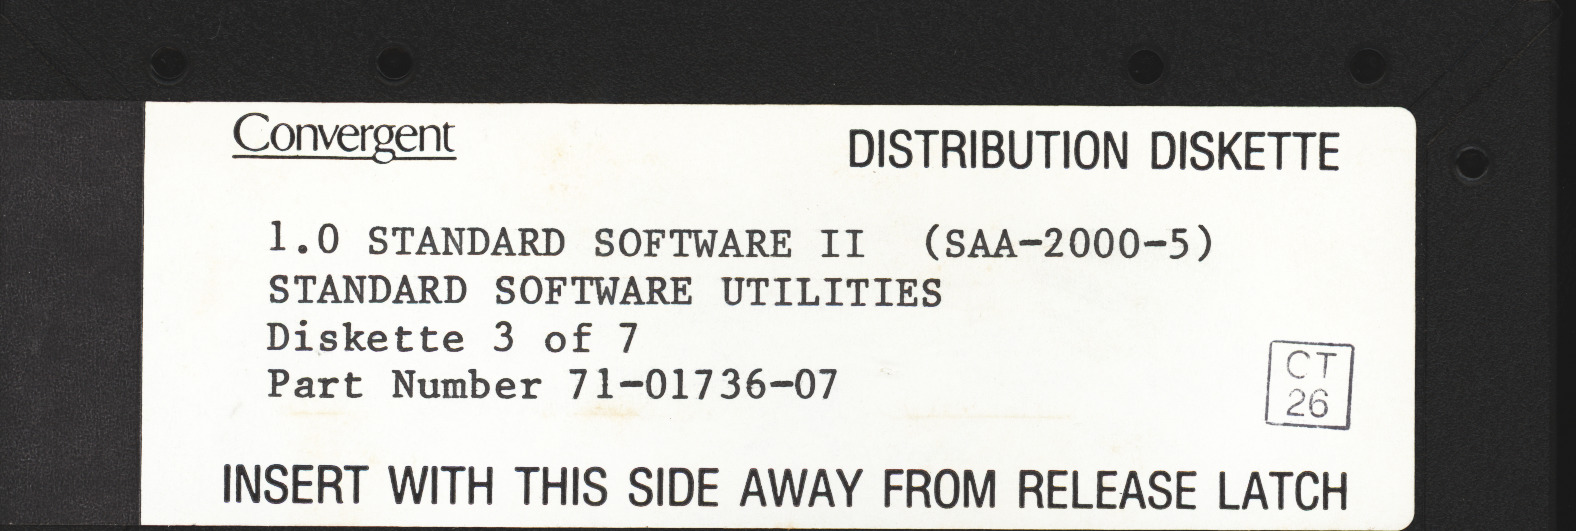 Convergent
DISTRIBUTION DISKETTE
1.0 STANDARD SOFTWARE II (SAA-2000-5)
STANDARD SOFTWARE UTILITIES
Diskette 3 of 7
Part Number 71-01736-07
CT
26
INSERT WITH THIS SIDE AWAY FROM RELEASE LATCH